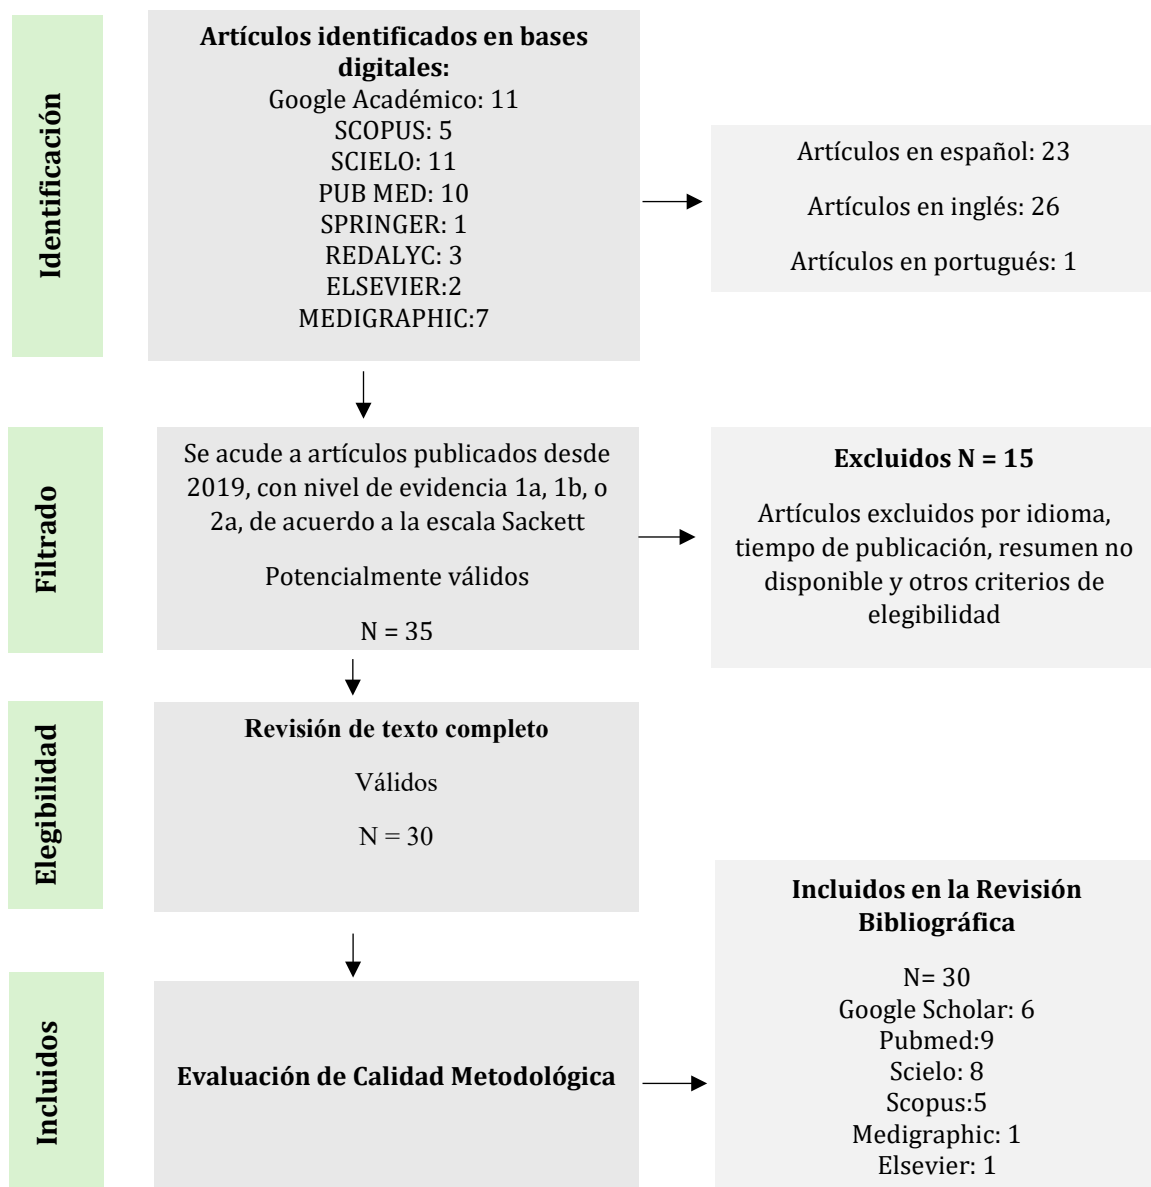 Identificación
Artículos identificados en bases
digitales:
Google Académico: 11
SCOPUS: 5
SCIELO: 11
PUB MED: 10
SPRINGER: 1
REDALYC: 3
ELSEVIER:2
MEDIGRAPHIC:7
Artículos en español: 23
Artículos en inglés: 26
Artículos en portugués: 1
Filtrado
Se acude a artículos publicados desde
2019, con nivel de evidencia 1a, 1b, o
2a, de acuerdo a la escala Sackett
Potencialmente válidos
N = 35
Excluidos N = 15
Artículos excluidos por idioma,
tiempo de publicación, resumen no
disponible y otros criterios de
elegibilidad
Elegibilidad
Revisión de texto completo
Válidos
N = 30
Incluidos
Evaluación de Calidad Metodológica
Incluidos en la Revisión
Bibliográfica
N= 30
Google Scholar: 6
Pubmed:9
Scielo: 8
Scopus:5
Medigraphic: 1
Elsevier: 1